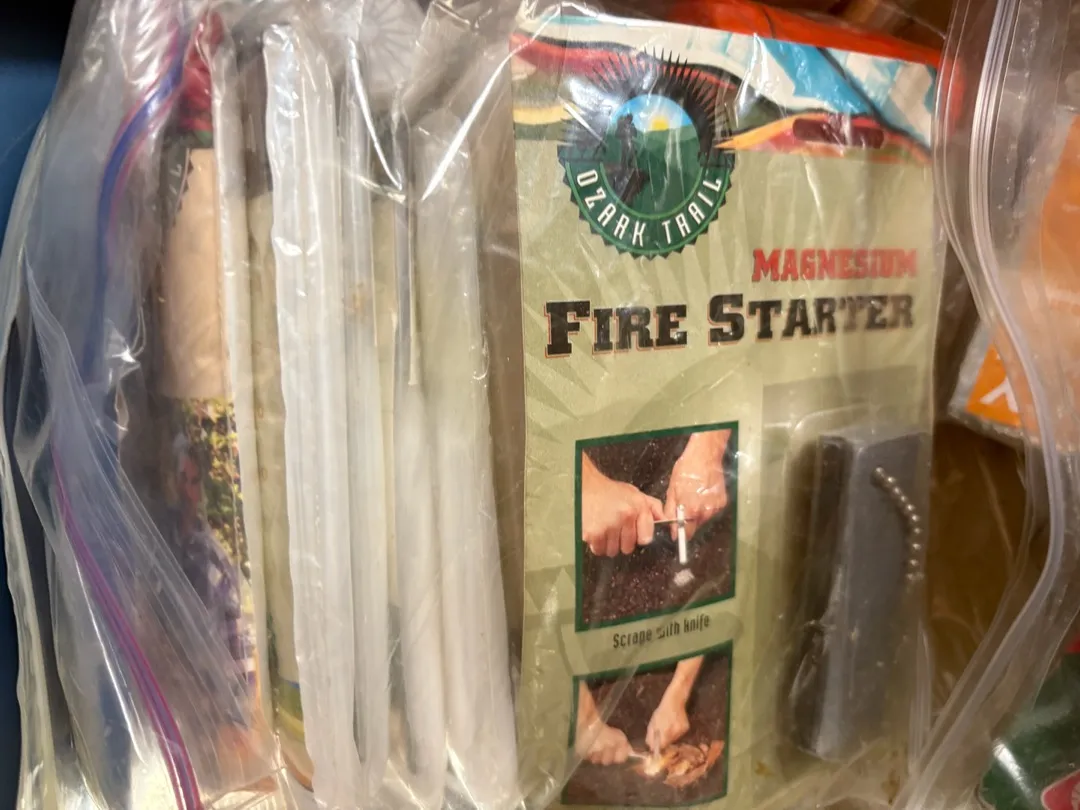 OZARK TRAIL
MAGNESIUM
FIRE STARTER
Scrape with knife